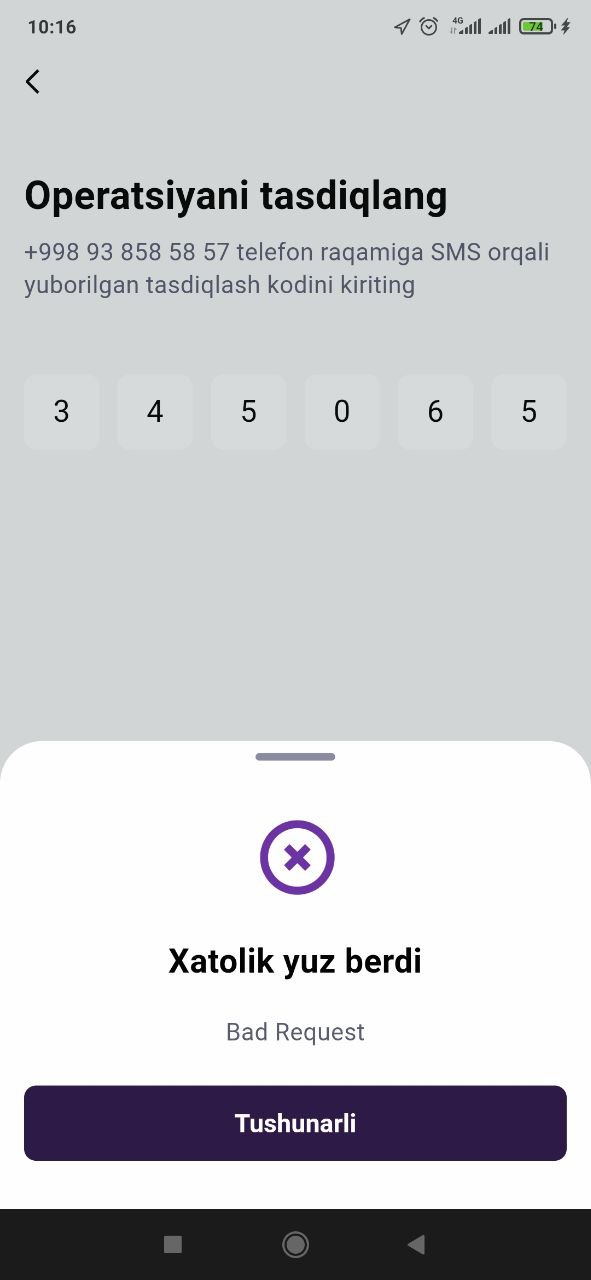 10:16
4G
74
Operatsiyani tasdiqlang
+998 93 858 58 57 telefon raqamiga SMS orqali
yuborilgan tasdiqlash kodini kiriting
3 4 5 0 6 5
Xatolik yuz berdi
Bad Request
Tushunarli